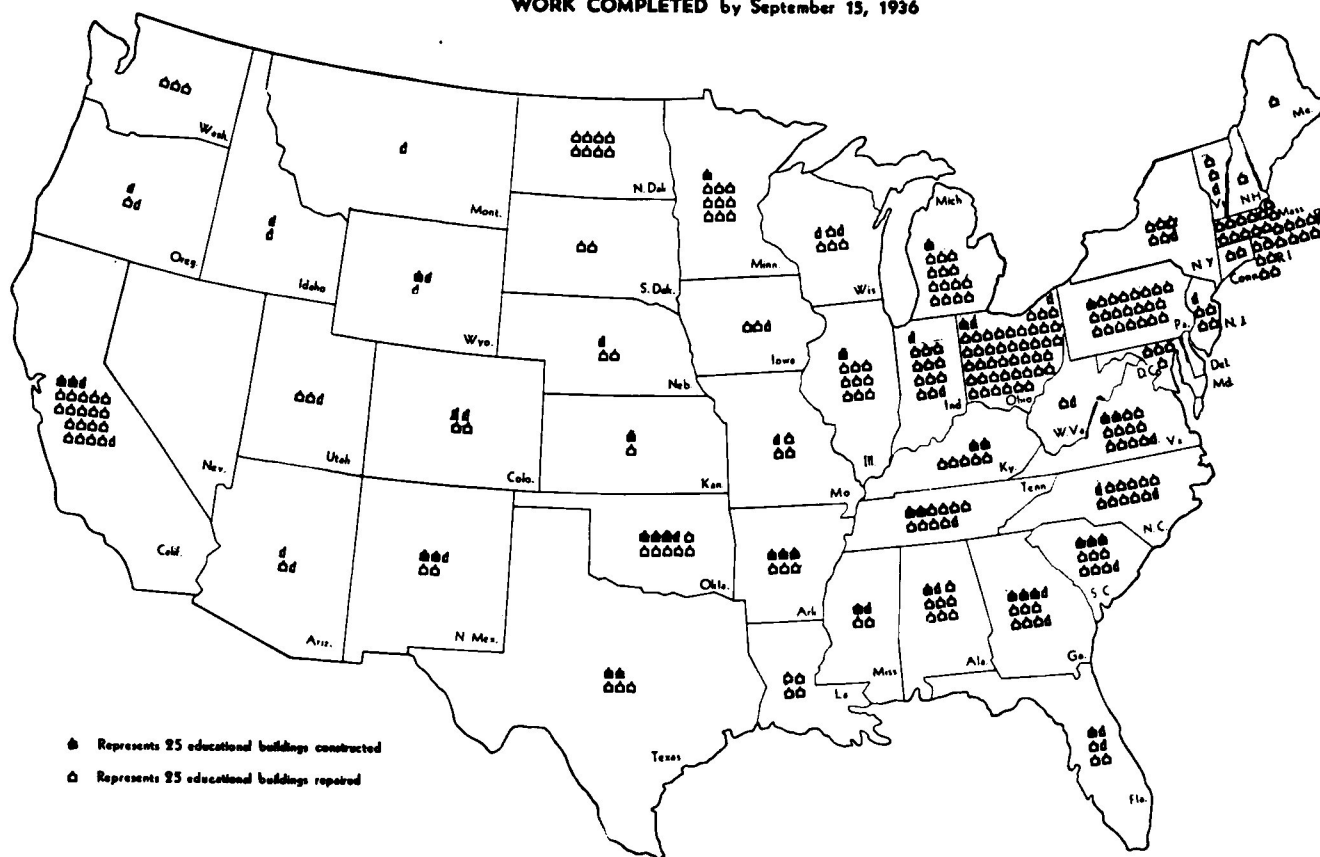 WORK COMPLETED by September 15, 1936
Wash.
Oreg.
Calif.
Nev.
Idaho
Mont.
Wyo.
Utah
Colo.
Ariz.
N Mex.
N. Dak
S. Dak.
Neb.
Kan.
Okla.
Texas
Minn.
Iowa
Mo
Ark
La
Wis
Mich
Ill
Ind
Ohio
Ky.
Tenn
Miss
Ala.
Ga.
Fla.
S C
N.C.
Va
W. Va.
D.C.
Md.
Del
Pa.
N.J.
N Y
Conn
R I
Mass
V
N H
Me.
Represents 25 educational buildings constructed
Represents 25 educational buildings repaired